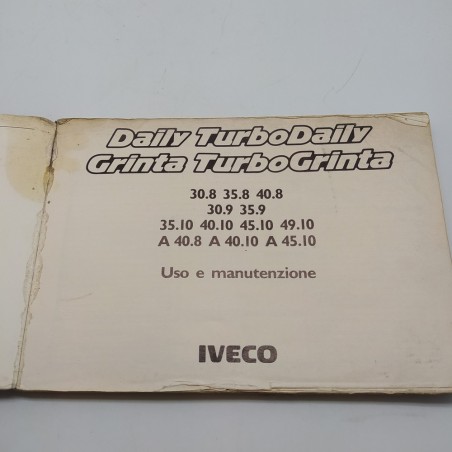 Daily TurboDaily
Grinta TurboGrinta
30.8 35.8 40.8
30.9 35.9
35.10 40.10 45.10 49.10
A 40.8 A 40.10 A 45.10
Uso e manutenzione
IVECO